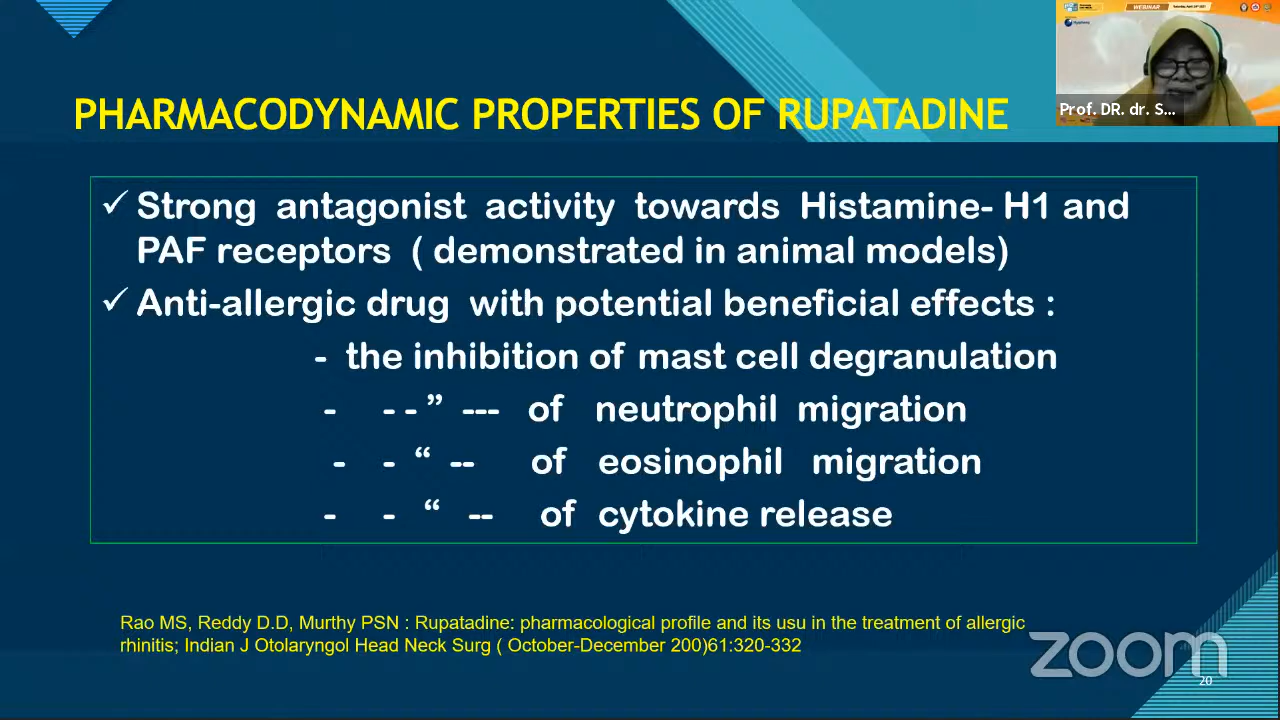 WEBINAR
Prof. DR. dr. S...
PHARMACODYNAMIC PROPERTIES OF RUPATADINE
✓ Strong antagonist activity towards Histamine- H1 and
PAF receptors ( demonstrated in animal models)
✓ Anti-allergic drug with potential beneficial effects :
- the inhibition of mast cell degranulation
- - - ” --- of neutrophil migration
- - “ -- of eosinophil migration
- - “ -- of cytokine release
Rao MS, Reddy D.D, Murthy PSN : Rupatadine: pharmacological profile and its usu in the treatment of allergic
rhinitis; Indian J Otolaryngol Head Neck Surg ( October-December 200)61:320-332
zoom
20